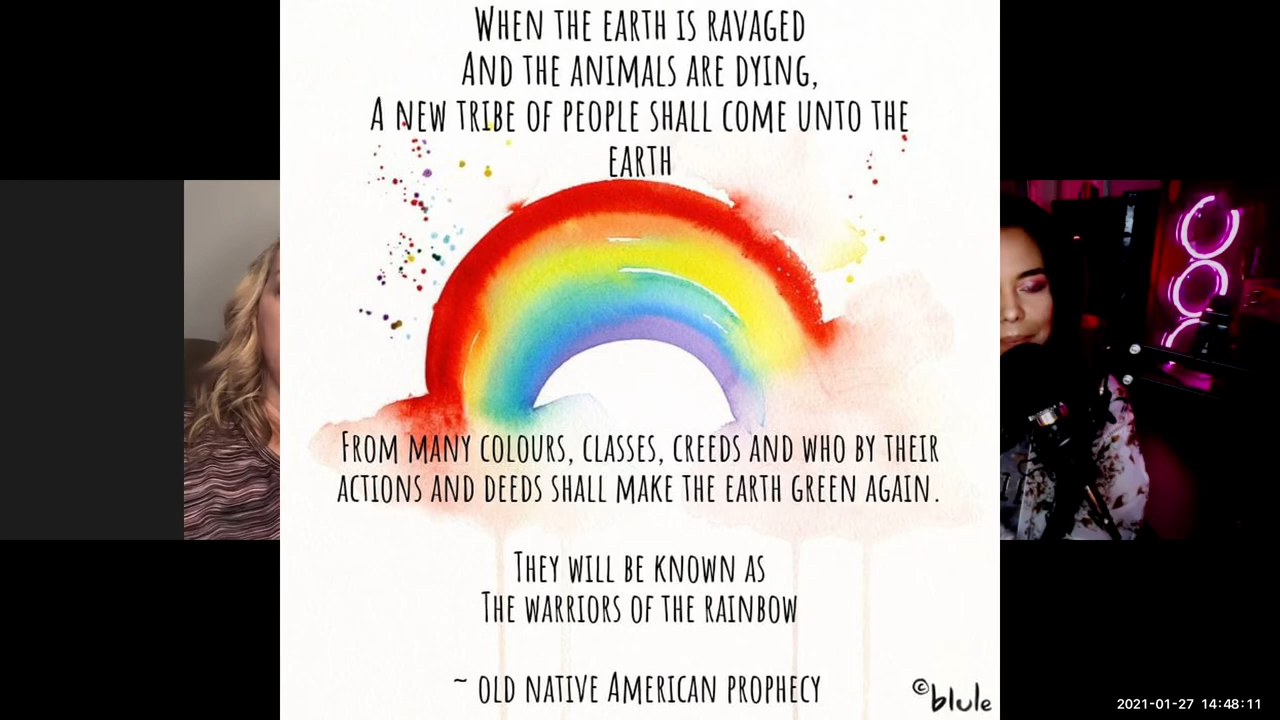 WHEN THE EARTH IS RAVAGED
AND THE ANIMALS ARE DYING,
A NEW TRIBE OF PEOPLE SHALL COME UNTO THE
EARTH
FROM MANY COLOURS, CLASSES, CREEDS AND WHO BY THEIR
ACTIONS AND DEEDS SHALL MAKE THE EARTH GREEN AGAIN.
THEY WILL BE KNOWN AS
THE WARRIORS OF THE RAINBOW
~ OLD NATIVE AMERICAN PROPHECY
©blule
2021-01-27 14:48:11